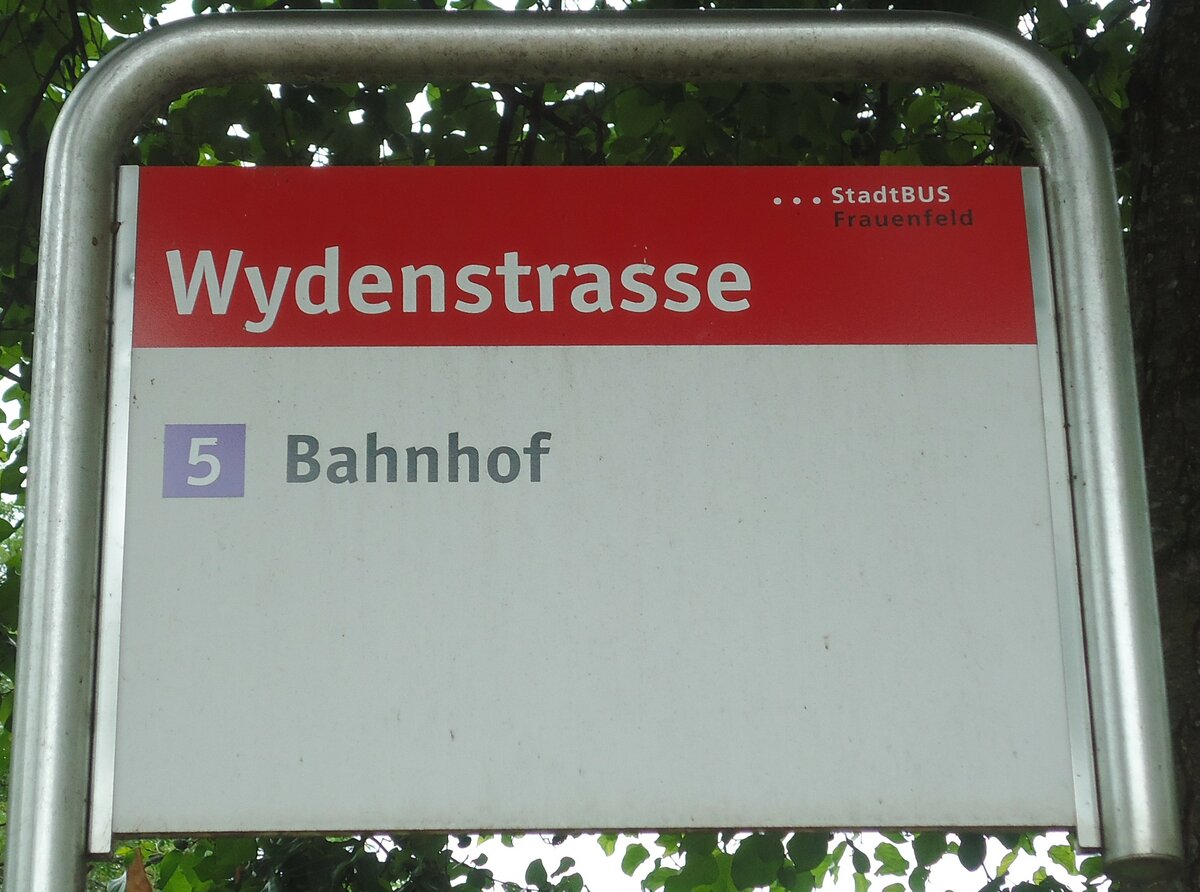 ...StadtBUS
Frauenfeld
Wydenstrasse
5 Bahnhof